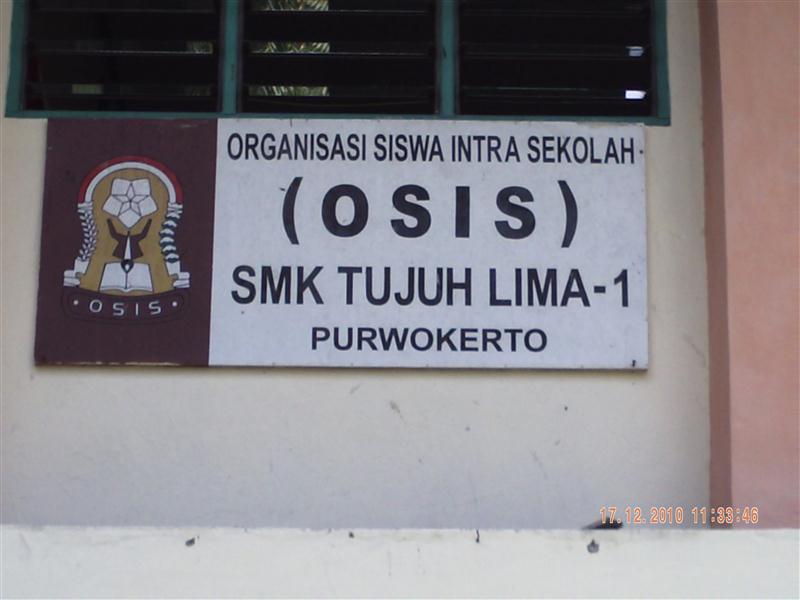 ORGANISASI SISWA INTRA SEKOLAH
(OSIS)
SMK TUJUH LIMA-1
PURWOKERTO
• OSIS •
17.12.2010 11:33:46